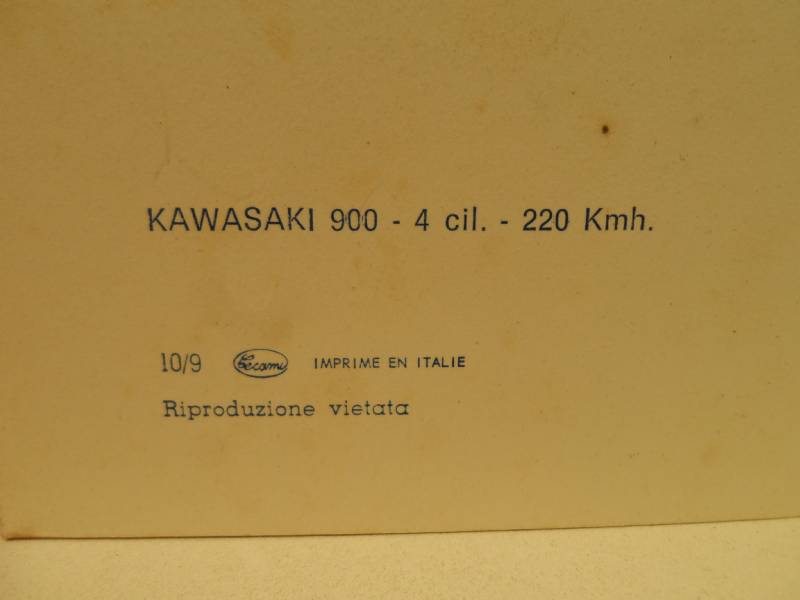 KAWASAKI 900 - 4 cil. - 220 Kmh.
10/9 Cecami IMPRIME EN ITALIE
Riproduzione vietata